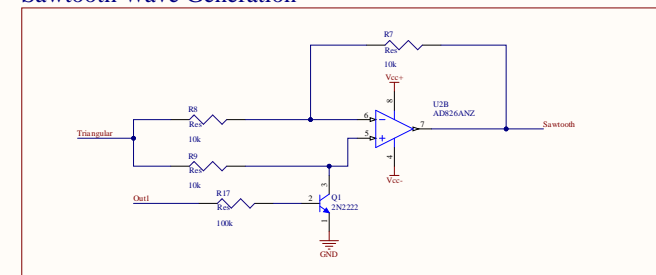 Sawtooth Wave Generation
R7
Res
10k
Vcc+
8
R8
Res
10k
6
5
U2B
AD826ANZ
7
Sawtooth
Triangular
R9
Res
10k
4
Vcc-
3
Out1
R17
Res
100k
2
Q1
2N2222
1
GND